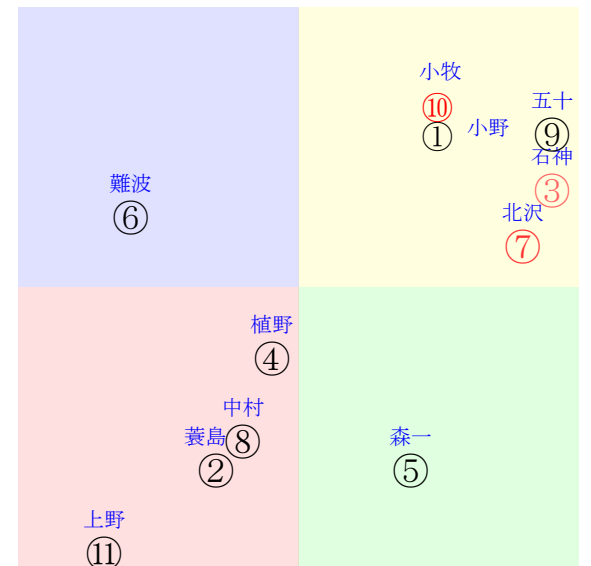 小牧
⑩
①
小野
五十
⑨
石神
③
北沢
⑦
難波
⑥
植野
④
中村
⑧
蓑島
②
森一
⑤
上野
⑪